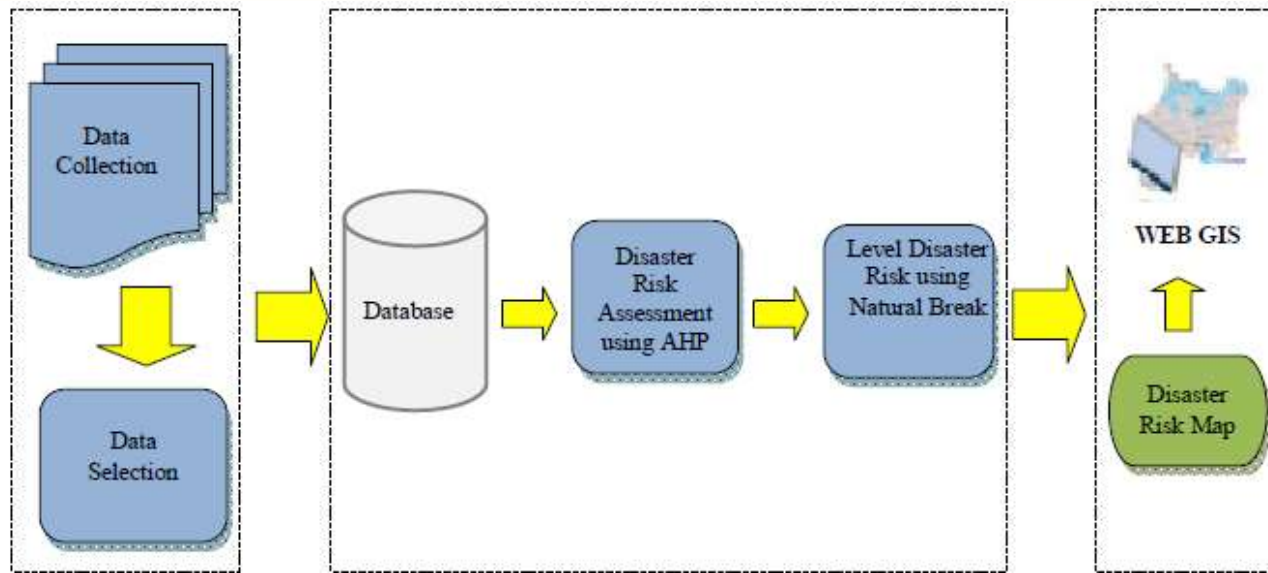 Data
Collection
Data
Selection
Database
Disaster
Risk
Assessment
using AHP
Level Disaster
Risk using
Natural Break
WEB GIS
Disaster
Risk Map